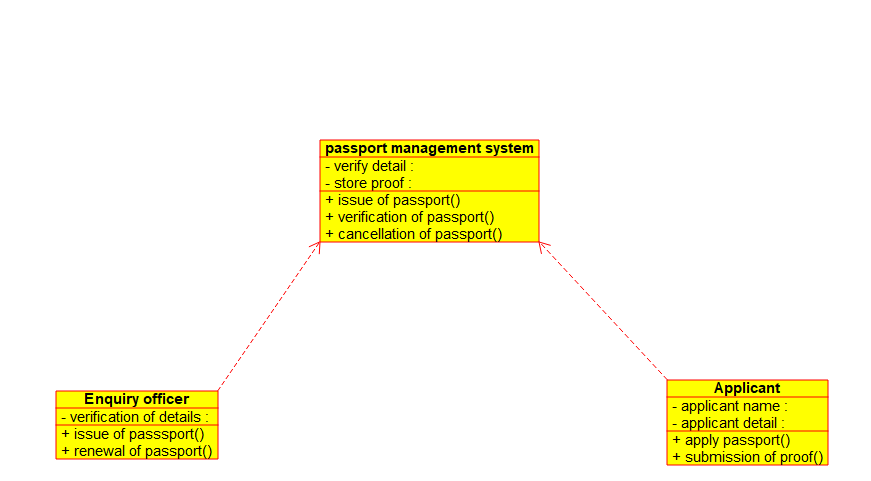 passport management system
- verify detail :
- store proof :
+ issue of passport()
+ verification of passport()
+ cancellation of passport()
Enquiry officer
- verification of details :
+ issue of passsport()
+ renewal of passport()
Applicant
- applicant name :
- applicant detail :
+ apply passport()
+ submission of proof()